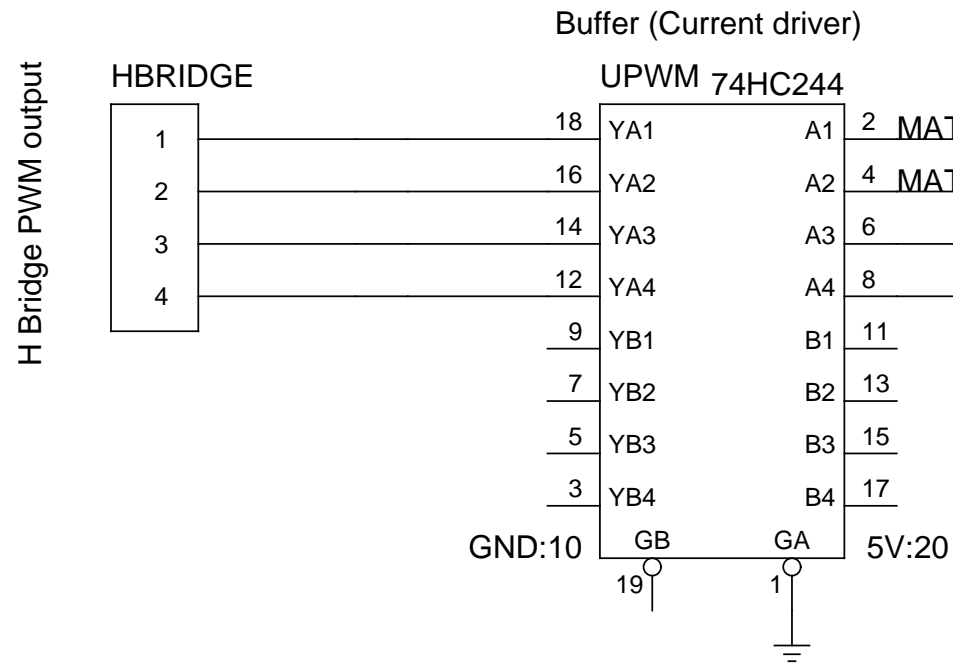 Buffer (Current driver)
H Bridge PWM output
HBRIDGE
UPWM 74HC244
1 18 YA1 A1 2 MAT
2 16 YA2 A2 4 MAT
3 14 YA3 A3 6
4 12 YA4 A4 8
9 YB1 B1 11
7 YB2 B2 13
5 YB3 B3 15
3 YB4 B4 17
GND:10 GB GA 5V:20
19 1